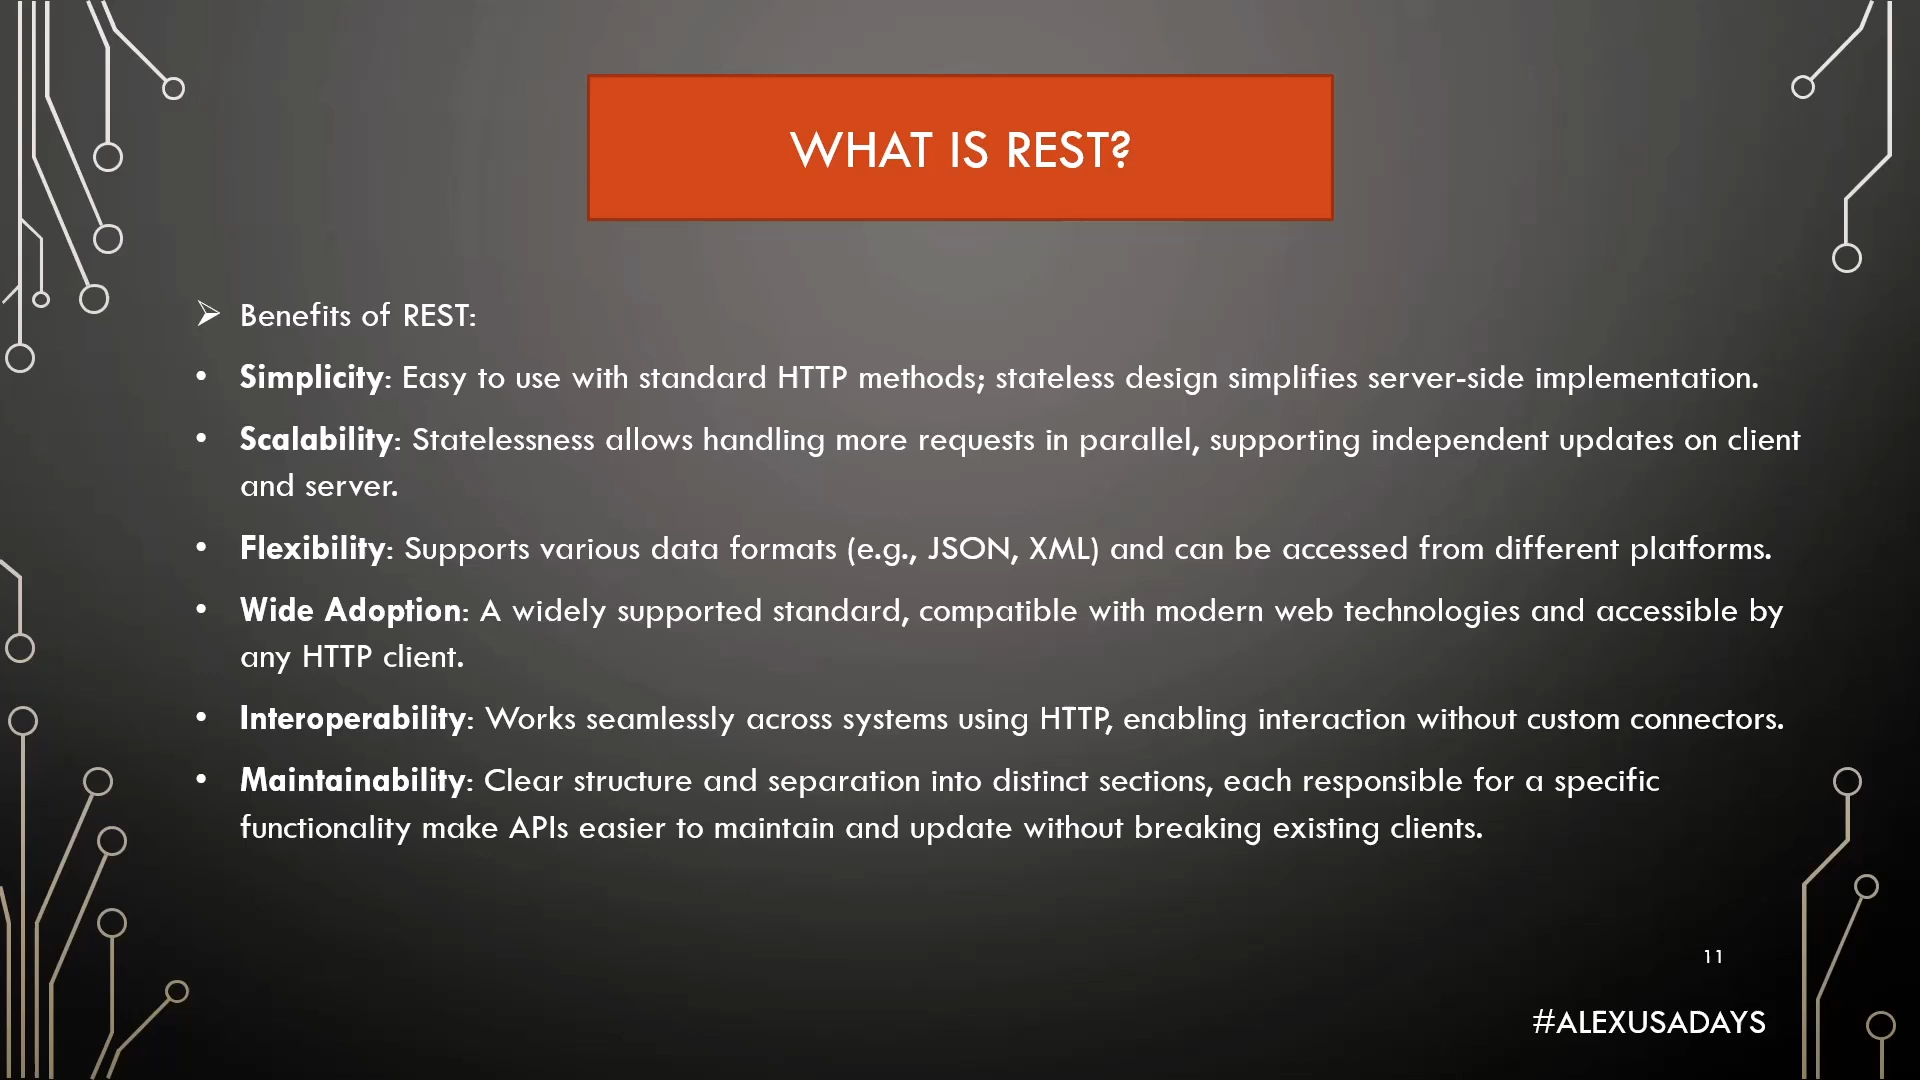 WHAT IS REST?
➢ Benefits of REST:
• Simplicity: Easy to use with standard HTTP methods; stateless design simplifies server-side implementation.
• Scalability: Statelessness allows handling more requests in parallel, supporting independent updates on client
and server.
• Flexibility: Supports various data formats (e.g., JSON, XML) and can be accessed from different platforms.
• Wide Adoption: A widely supported standard, compatible with modern web technologies and accessible by
any HTTP client.
• Interoperability: Works seamlessly across systems using HTTP, enabling interaction without custom connectors.
• Maintainability: Clear structure and separation into distinct sections, each responsible for a specific
functionality make APIs easier to maintain and update without breaking existing clients.
11
#ALEXUSADAYS